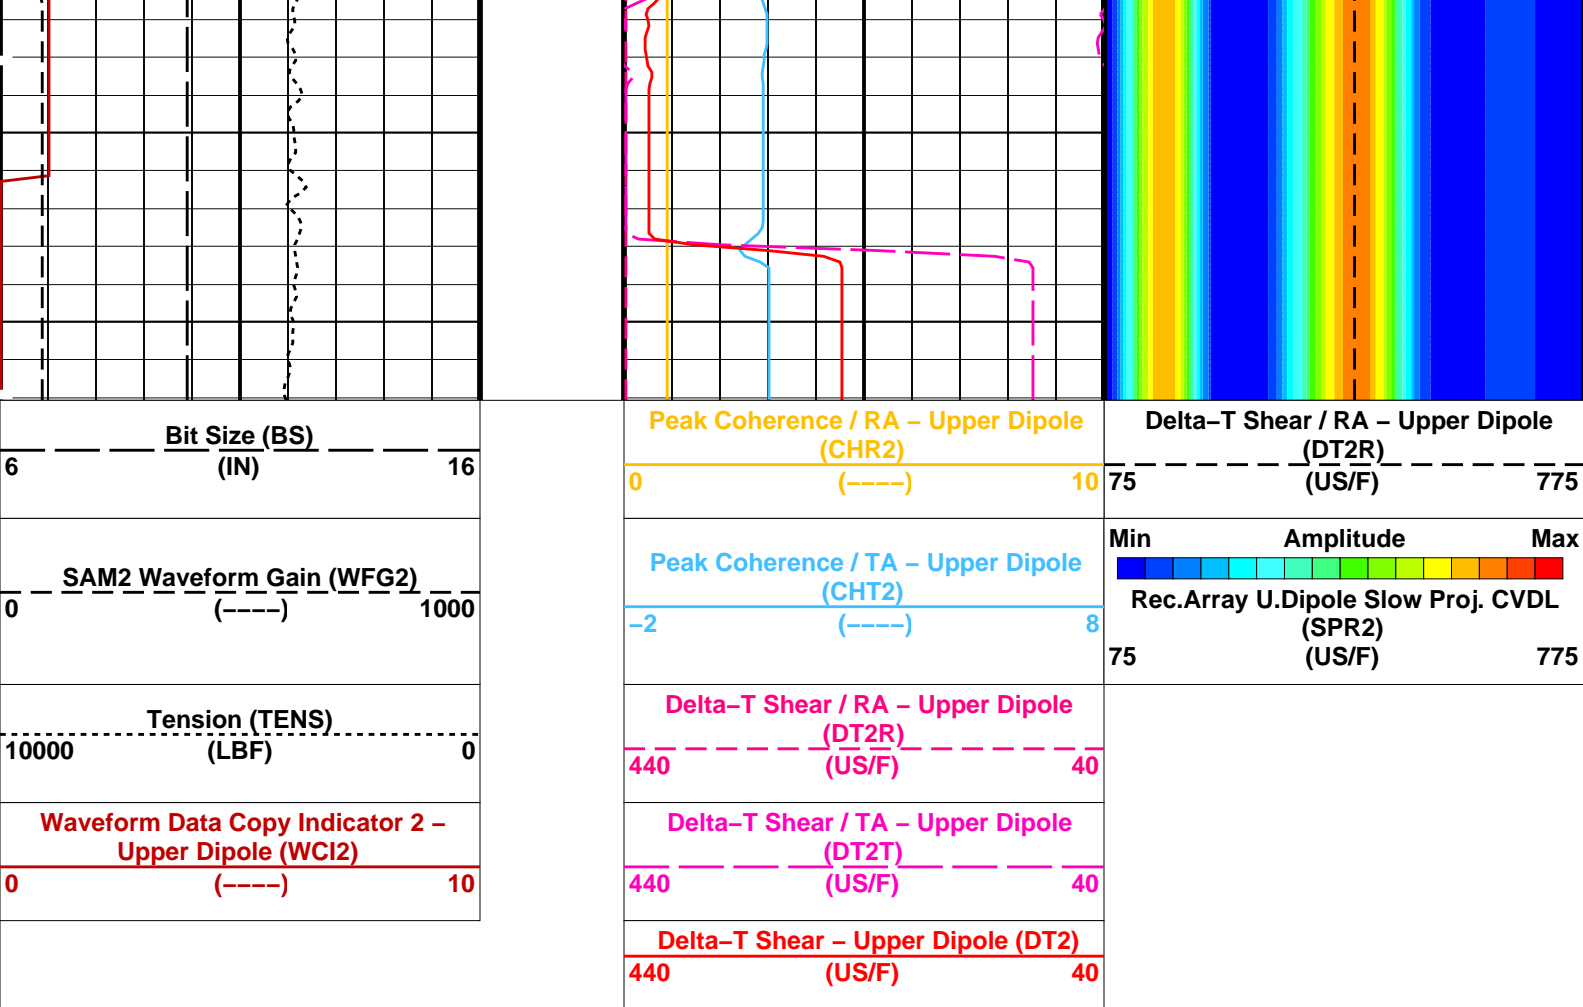 Bit Size (BS)
6 (IN) 16
SAM2 Waveform Gain (WFG2)
0 (----) 1000
Tension (TENS)
10000 (LBF) 0
Waveform Data Copy Indicator 2 –
Upper Dipole (WCI2)
0 (----) 10
Peak Coherence / RA – Upper Dipole
(CHR2)
0 (----) 10
Peak Coherence / TA – Upper Dipole
(CHT2)
–2 (----) 8
Delta–T Shear / RA – Upper Dipole
(DT2R)
440 (US/F) 40
Delta–T Shear / TA – Upper Dipole
(DT2T)
440 (US/F) 40
Delta–T Shear – Upper Dipole (DT2)
440 (US/F) 40
Delta–T Shear / RA – Upper Dipole
(DT2R)
75 (US/F) 775
Min Amplitude Max
Rec.Array U.Dipole Slow Proj. CVDL
(SPR2)
75 (US/F) 775